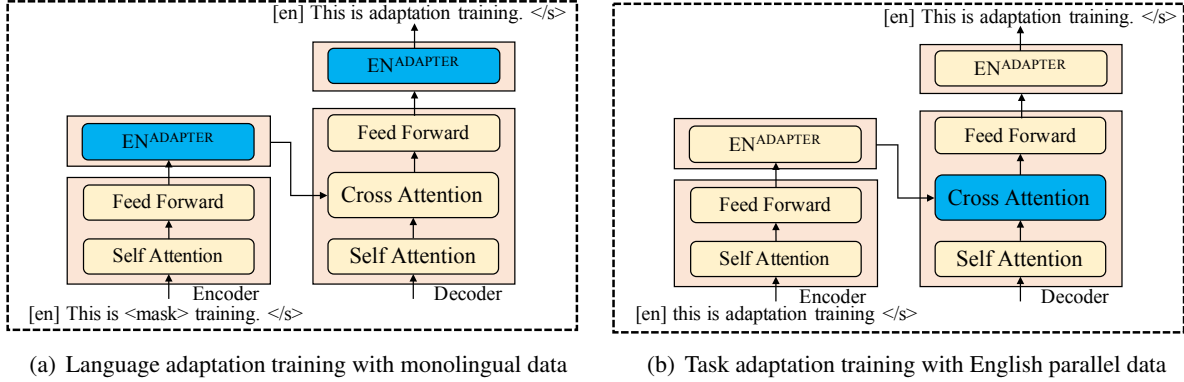 [en] This is adaptation training. </s>
EN^ADAPTER
EN^ADAPTER
Feed Forward
Feed Forward
Cross Attention
Self Attention
Self Attention
Encoder
Decoder
[en] This is <mask> training. </s>
(a) Language adaptation training with monolingual data
[en] This is adaptation training. </s>
EN^ADAPTER
EN^ADAPTER
Feed Forward
Feed Forward
Cross Attention
Self Attention
Self Attention
Encoder
Decoder
[en] this is adaptation training </s>
(b) Task adaptation training with English parallel data